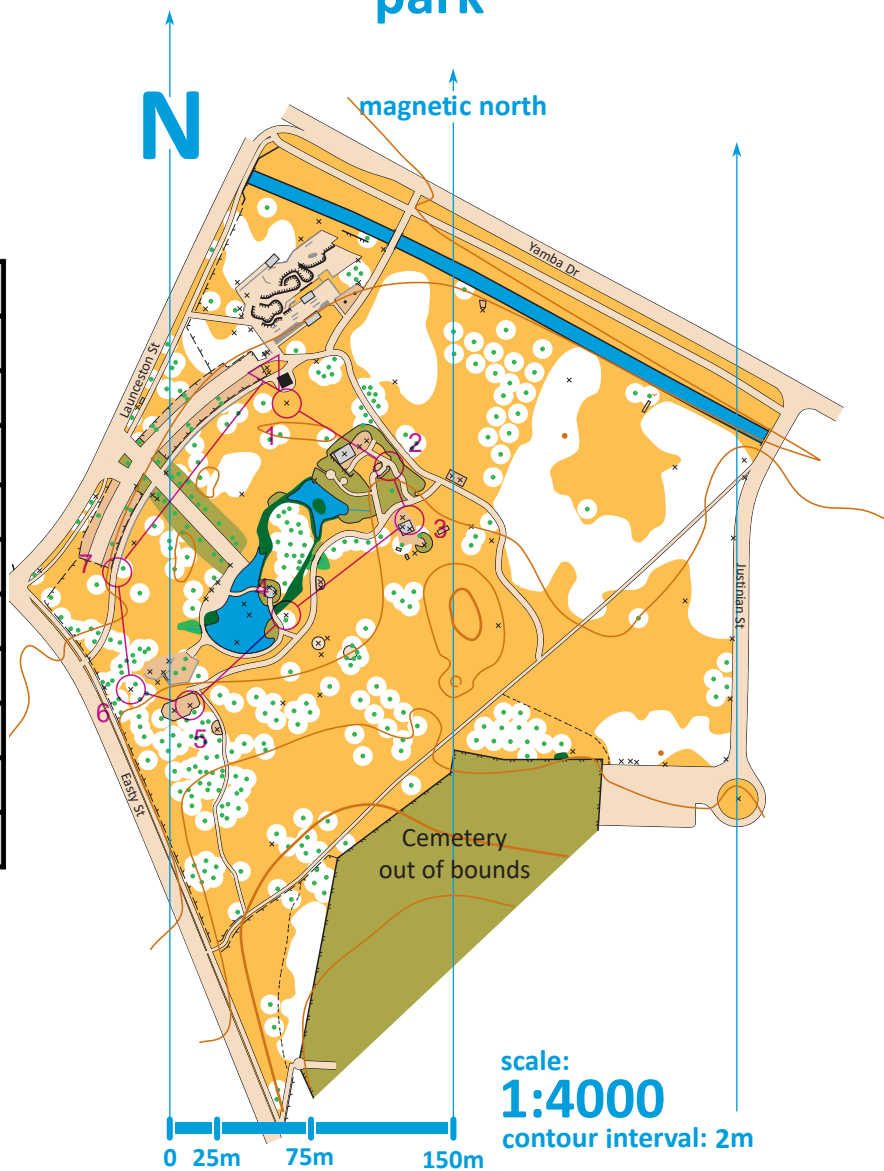 park
N
magnetic north
Yamba Dr
Launceston St
1
2
3
7
4
Justinian St
6
5
Easty St
Cemetery
out of bounds
scale:
1:4000
contour interval: 2m
0 25m 75m 150m